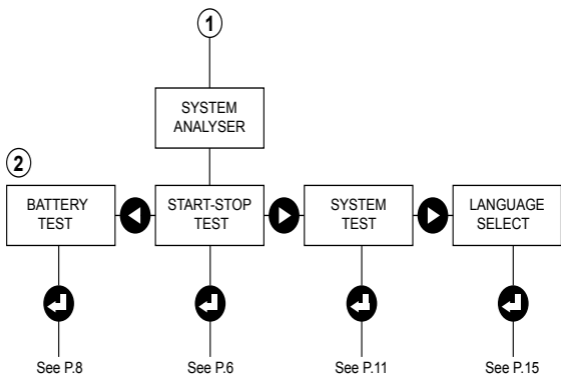 1
SYSTEM
ANALYSER
2
BATTERY
TEST
START-STOP
TEST
SYSTEM
TEST
LANGUAGE
SELECT
See P.8
See P.6
See P.11
See P.15